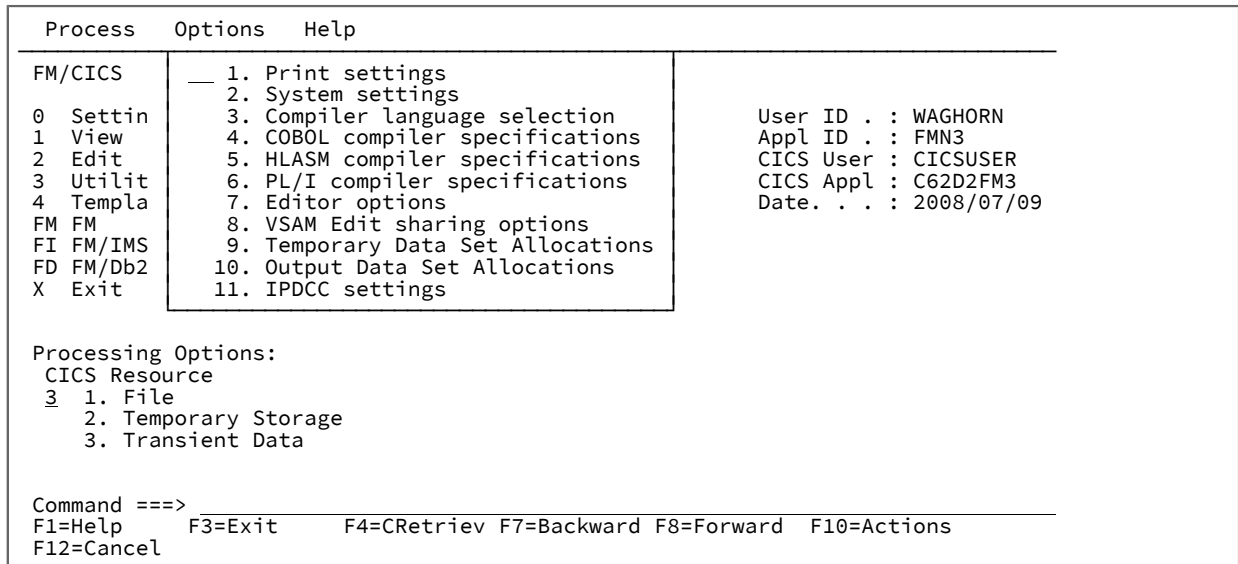 Process   Options   Help
FM/CICS   __ 1. Print settings
2. System settings
0  Settin   3. Compiler language selection   User ID . : WAGHORN
1  View   4. COBOL compiler specifications   Appl ID . : FMN3
2  Edit   5. HLASM compiler specifications   CICS User : CICSUSER
3  Utilit   6. PL/I compiler specifications   CICS Appl : C62D2FM3
4  Templa   7. Editor options   Date. . . : 2008/07/09
FM FM   8. VSAM Edit sharing options
FI FM/IMS   9. Temporary Data Set Allocations
FD FM/Db2   10. Output Data Set Allocations
X  Exit   11. IPDCC settings
Processing Options:
CICS Resource
3  1. File
2. Temporary Storage
3. Transient Data
Command ===>
F1=Help   F3=Exit   F4=CRetriev F7=Backward F8=Forward  F10=Actions
F12=Cancel